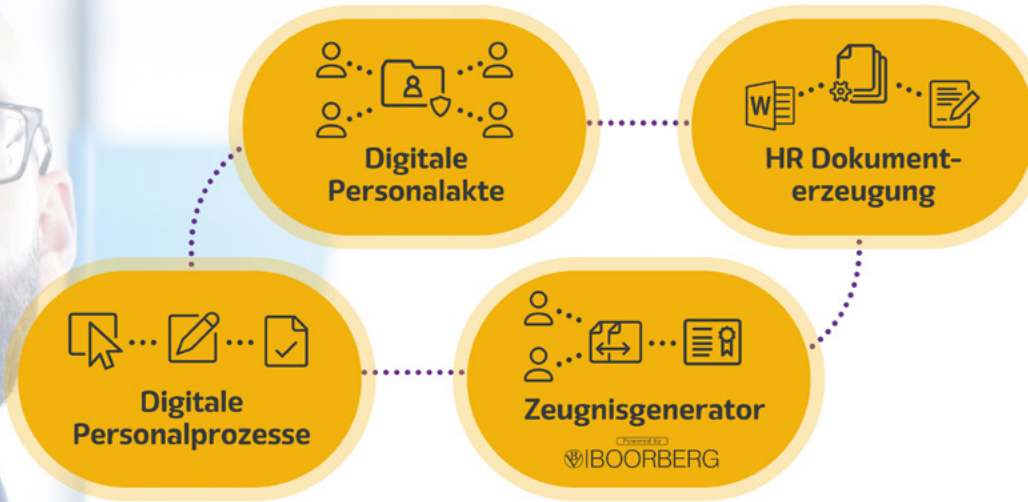 Digitale
Personalakte
W
HR Dokument-
erzeugung
Digitale
Personalprozesse
Zeugnisgenerator
Powered by
BOORBERG